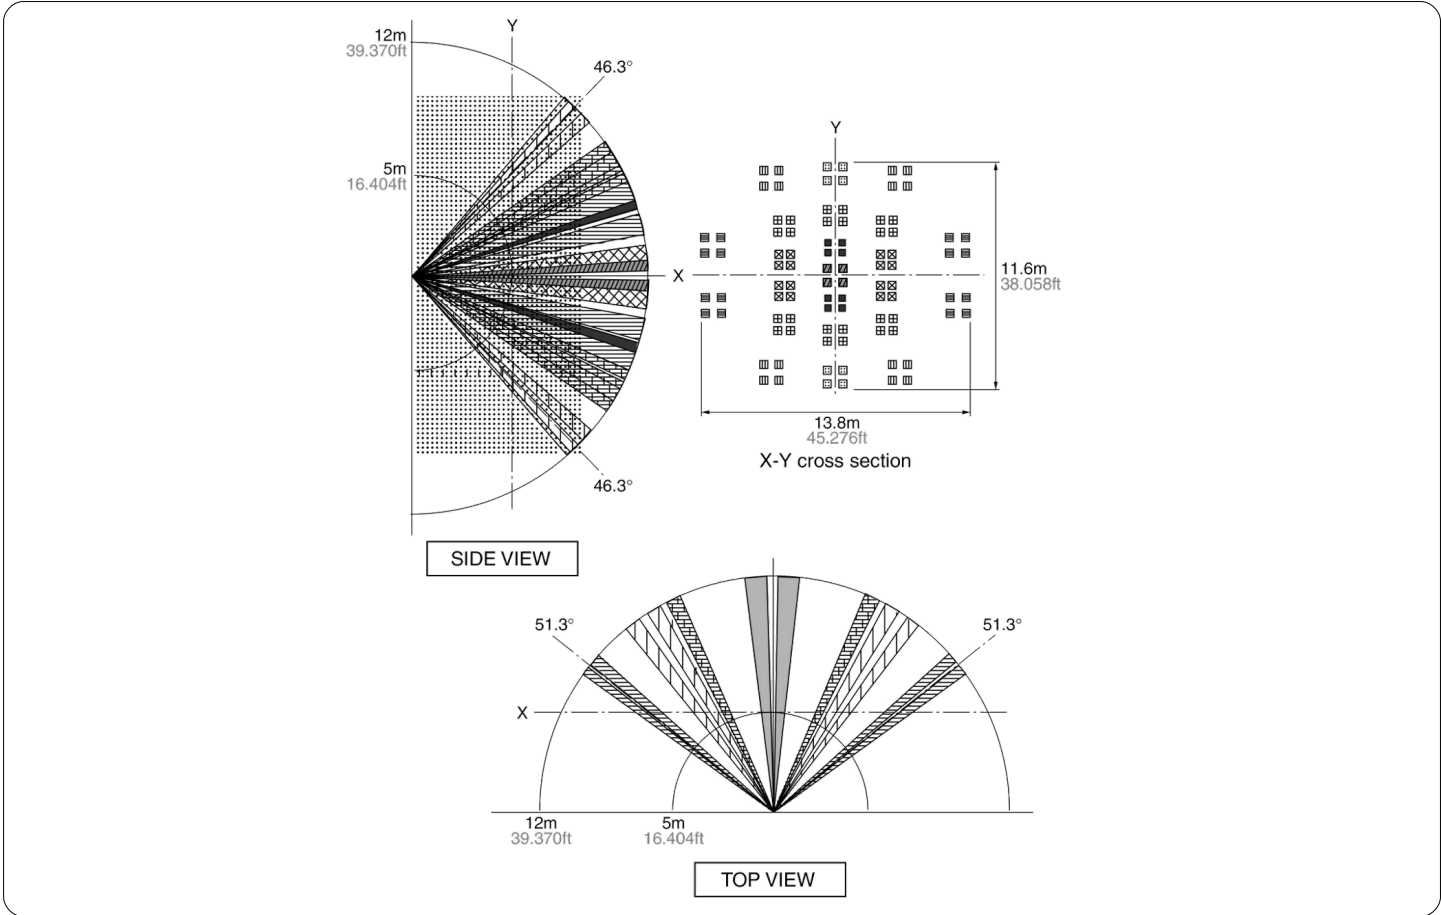 Y
12m
39.370ft
46.3°
5m
16.404ft
X
46.3°
SIDE VIEW
Y
11.6m
38.058ft
13.8m
45.276ft
X-Y cross section
51.3°
51.3°
X
12m
39.370ft
5m
16.404ft
TOP VIEW